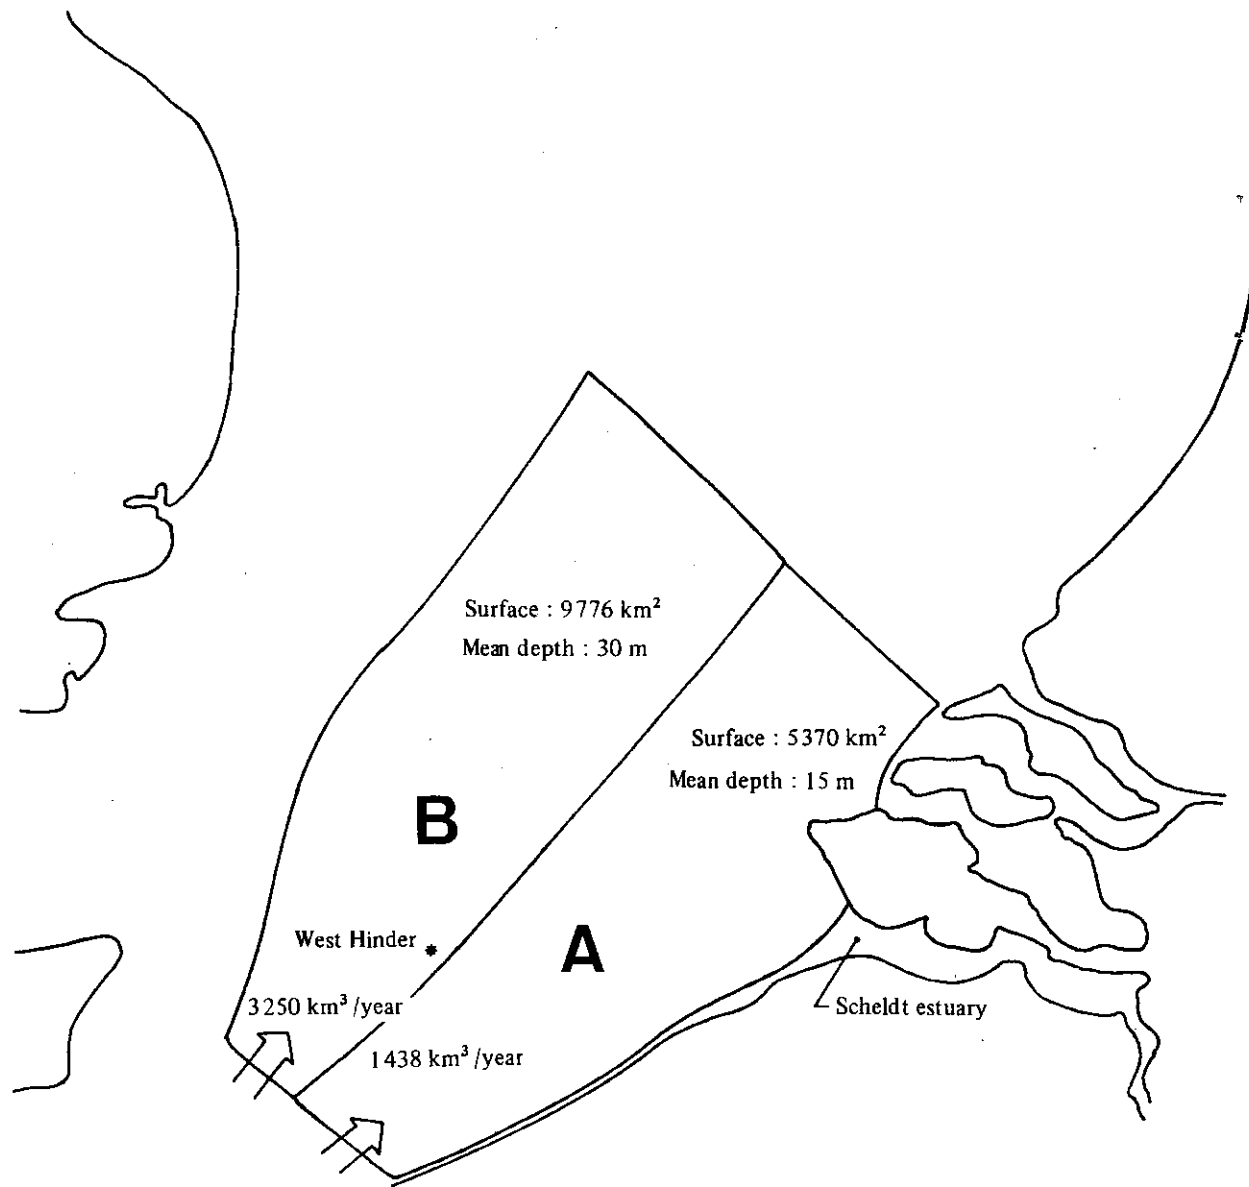 Surface : 9776 km²
Mean depth : 30 m
Surface : 5370 km²
Mean depth : 15 m
B
West Hinder
A
3250 km³/year
Scheldt estuary
1438 km³/year